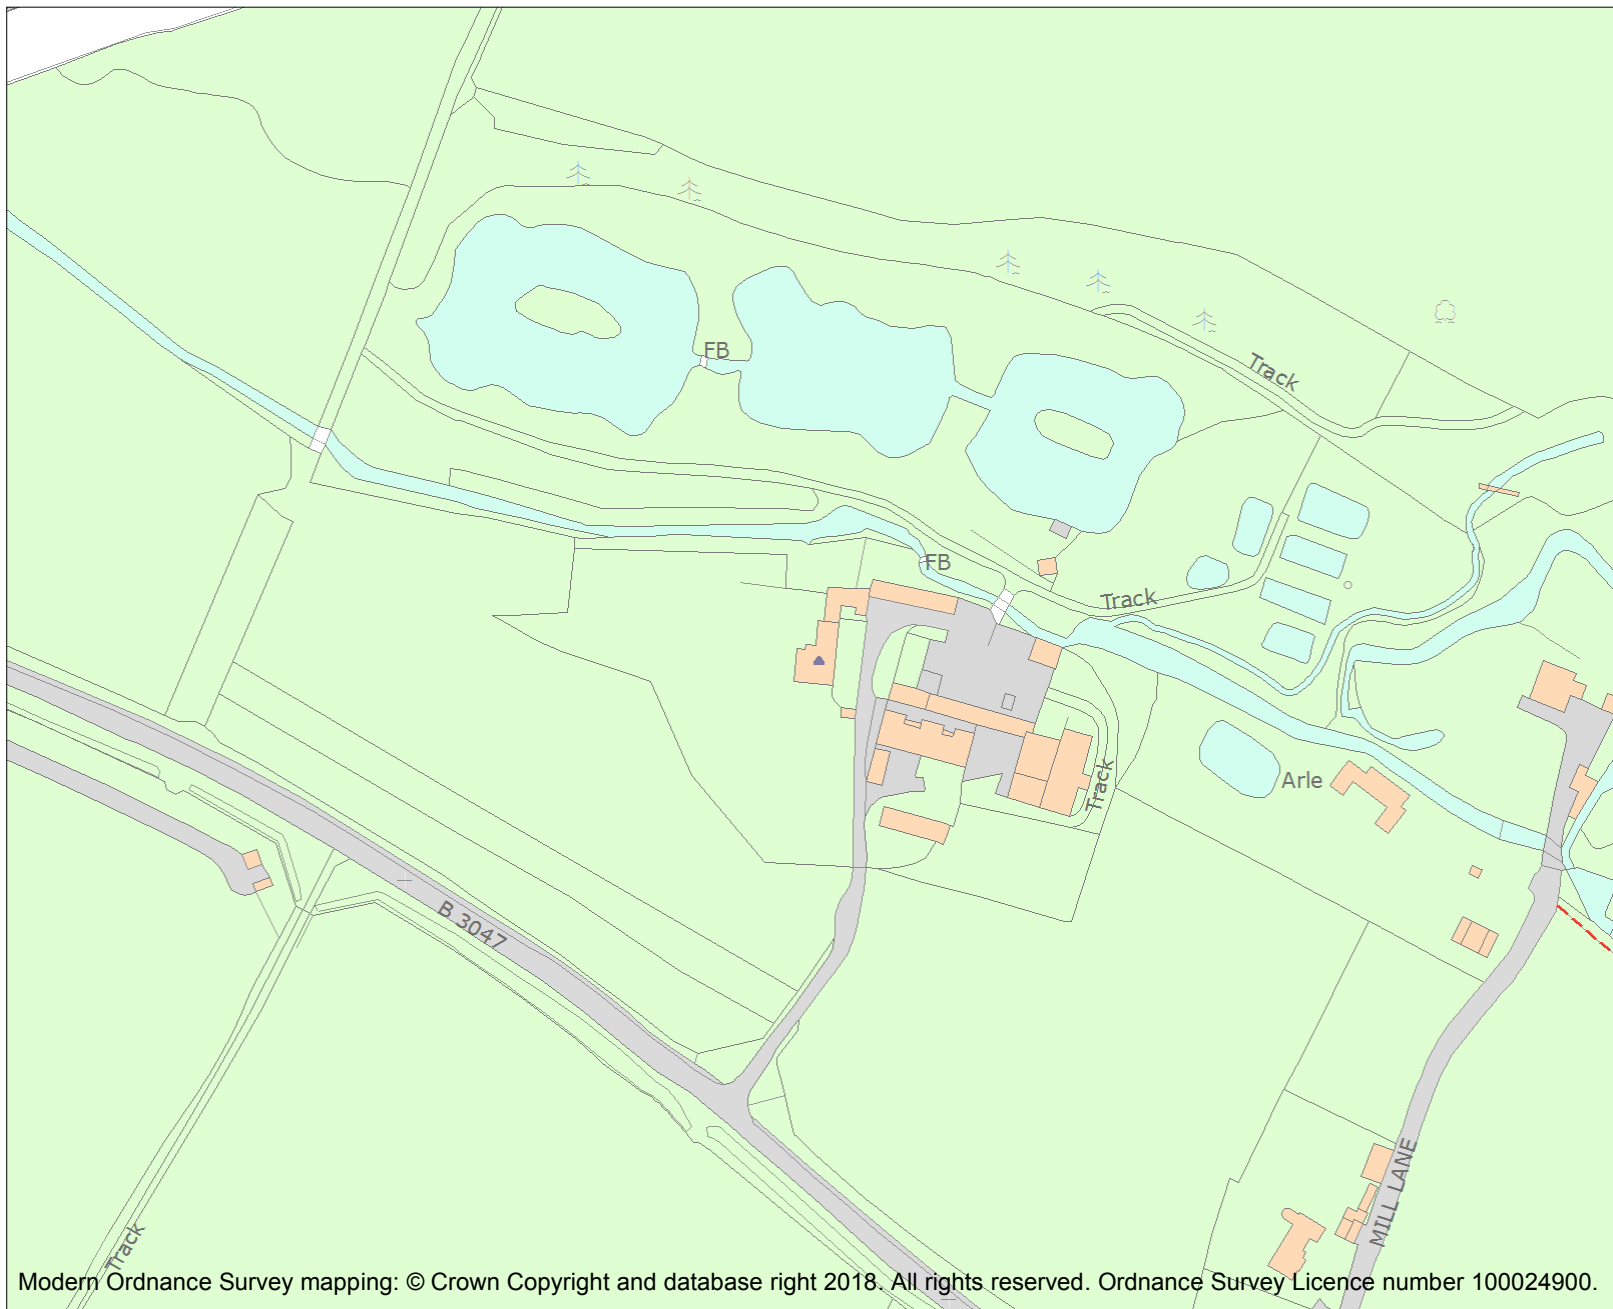 FB
Track
FB
Track
Arle
Track
B 3047
MILL LANE
Track
Modern Ordnance Survey mapping: © Crown Copyright and database right 2018. All rights reserved. Ordnance Survey Licence number 100024900.